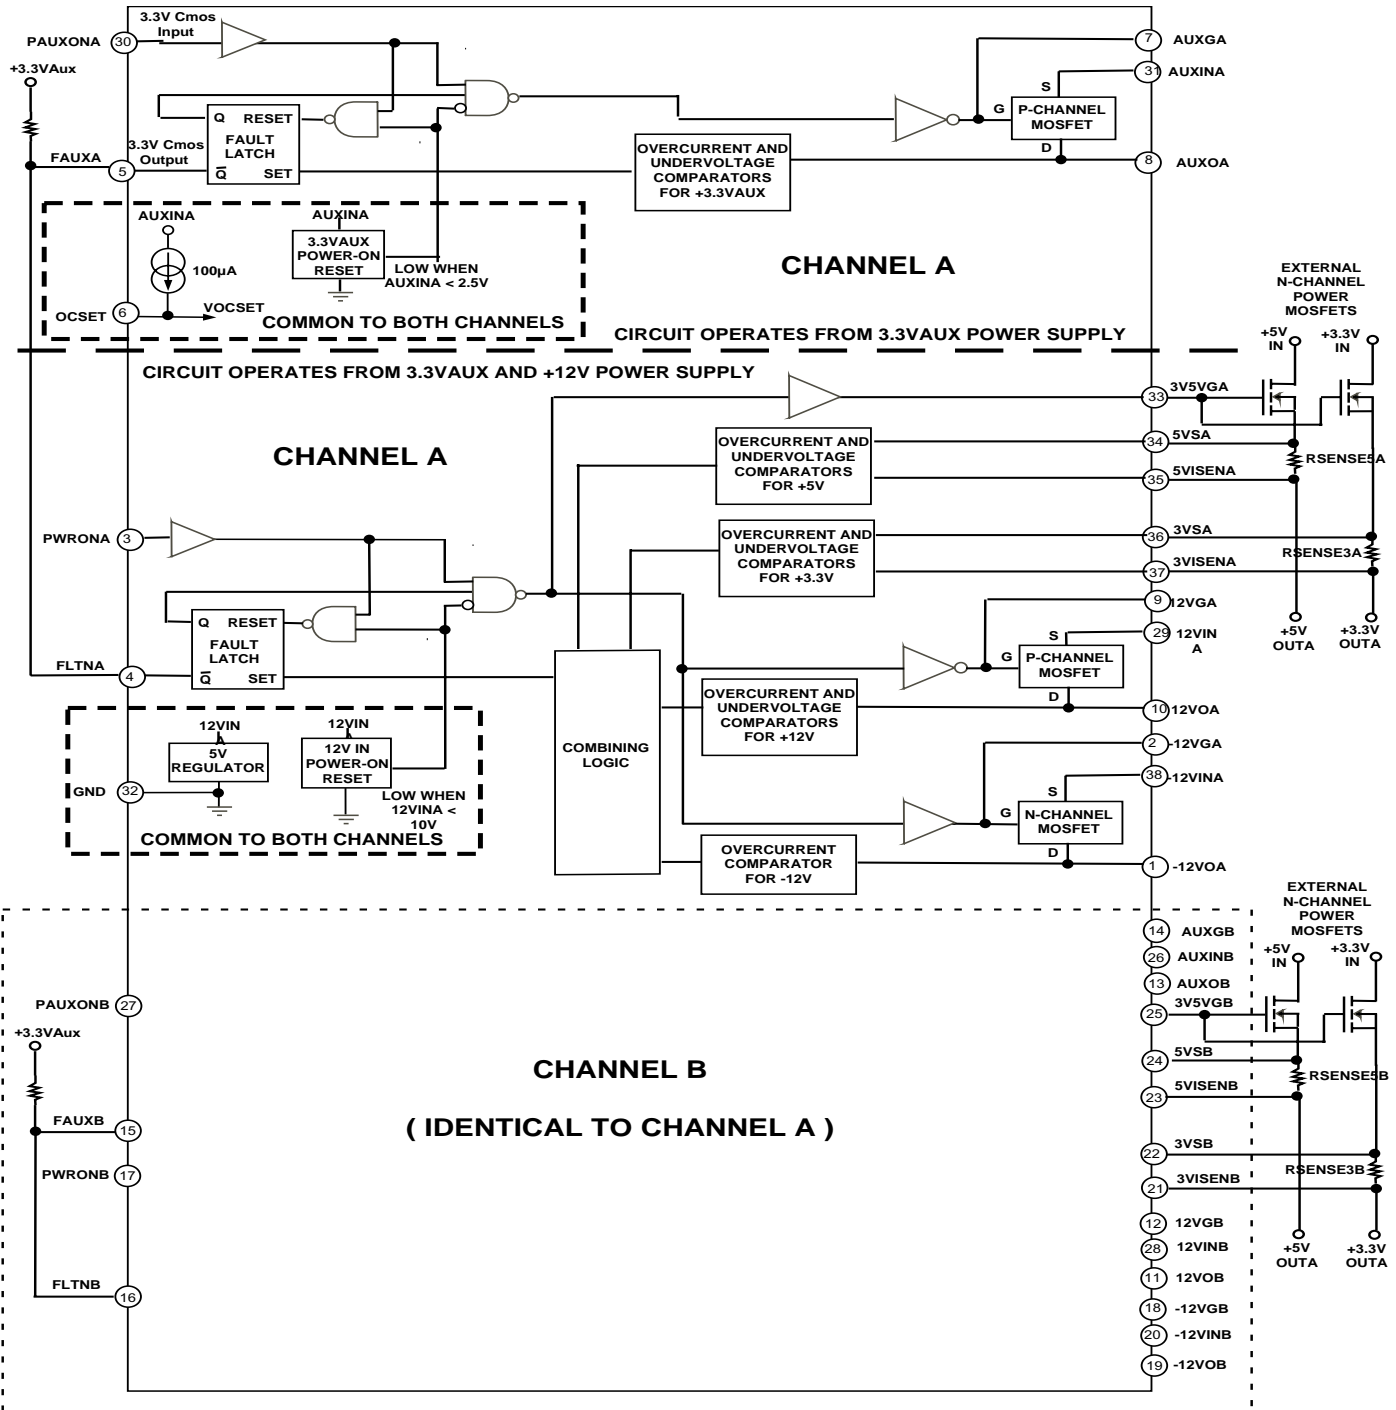 3.3V Cmos
Input
PAUXONA
30
+3.3VAux
7
AUXGA
31
AUXINA
S
G
P-CHANNEL
MOSFET
D
Q
RESET
FAULT
LATCH
Q
SET
3.3V Cmos
Output
FAUXA
5
OVERCURRENT AND
UNDERVOLTAGE
COMPARATORS
FOR +3.3VAUX
8
AUXOA
AUXINA
100µA
AUXINA
3.3VAUX
POWER-ON
RESET
LOW WHEN
AUXINA < 2.5V
OCSET
6
VOCSET
COMMON TO BOTH CHANNELS
CHANNEL A
CIRCUIT OPERATES FROM 3.3VAUX POWER SUPPLY
CIRCUIT OPERATES FROM 3.3VAUX AND +12V POWER SUPPLY
EXTERNAL
N-CHANNEL
POWER
MOSFETS
+5V
IN
+3.3V
IN
CHANNEL A
33
3V5VGA
OVERCURRENT AND
UNDERVOLTAGE
COMPARATORS
FOR +5V
34
5VSA
RSENSE5A
35
5VISENA
PWRONA
3
OVERCURRENT AND
UNDERVOLTAGE
COMPARATORS
FOR +3.3V
36
3VSA
RSENSE3A
37
3VISENA
9
12VGA
+5V
OUTA
+3.3V
OUTA
Q
RESET
FAULT
LATCH
Q
SET
FLTNA
4
S
G
P-CHANNEL
MOSFET
D
29
12VIN
A
OVERCURRENT AND
UNDERVOLTAGE
COMPARATORS
FOR +12V
10
12VOA
2
-12VGA
COMBINING
LOGIC
12VIN
A
5V
REGULATOR
12VIN
A
12V IN
POWER-ON
RESET
LOW WHEN
12VINA <
10V
GND
32
COMMON TO BOTH CHANNELS
38
-12VINA
S
G
N-CHANNEL
MOSFET
D
OVERCURRENT
COMPARATOR
FOR -12V
1
-12VOA
EXTERNAL
N-CHANNEL
POWER
MOSFETS
+5V
IN
+3.3V
IN
14
AUXGB
26
AUXINB
13
AUXOB
25
3V5VGB
PAUXONB
27
+3.3VAux
CHANNEL B
( IDENTICAL TO CHANNEL A )
24
5VSB
RSENSE5B
23
5VISENB
FAUXB
15
PWRONB
17
22
3VSB
RSENSE3B
21
3VISENB
12
12VGB
28
12VINB
+5V
OUTA
+3.3V
OUTA
11
12VOB
FLTNB
16
18
-12VGB
20
-12VINB
19
-12VOB